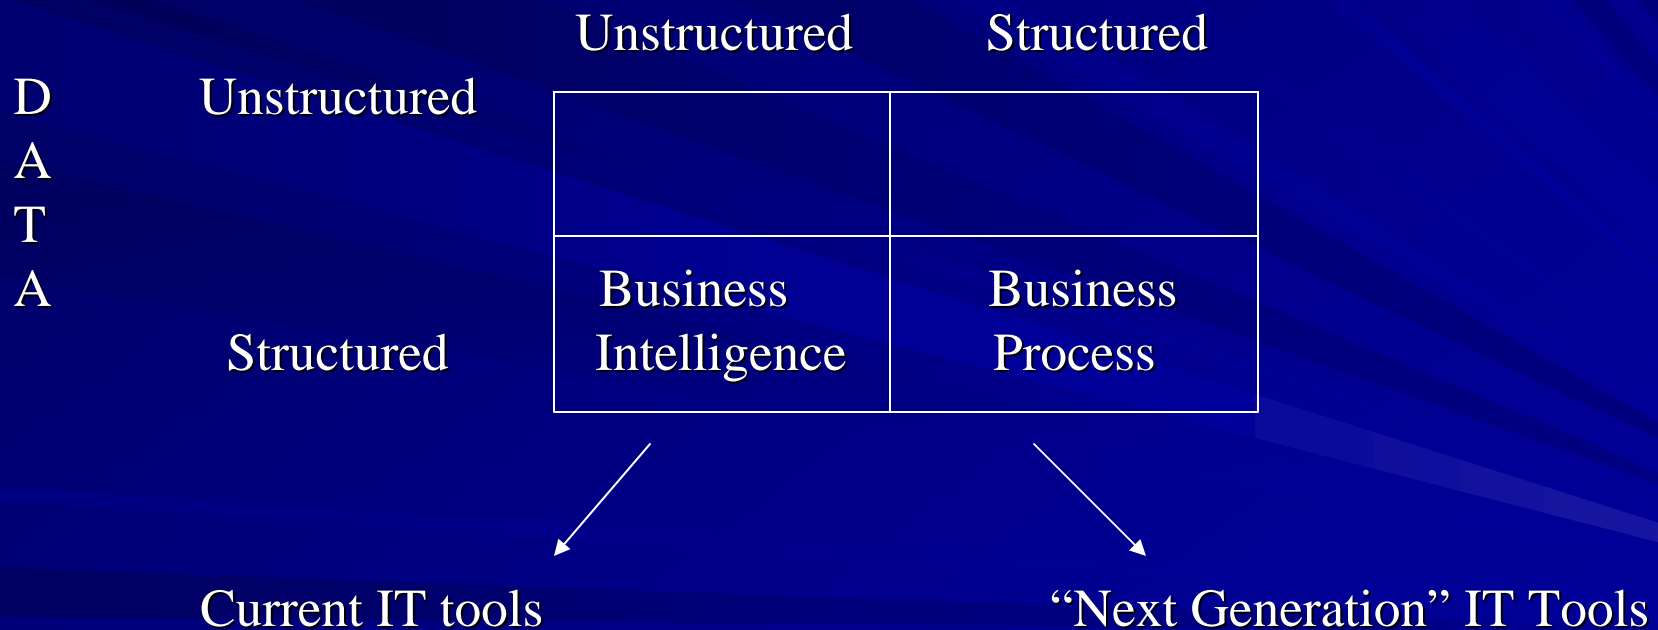 Unstructured Structured
D Unstructured
A
T
A Business Business
Structured Intelligence Process
Current IT tools “Next Generation” IT Tools